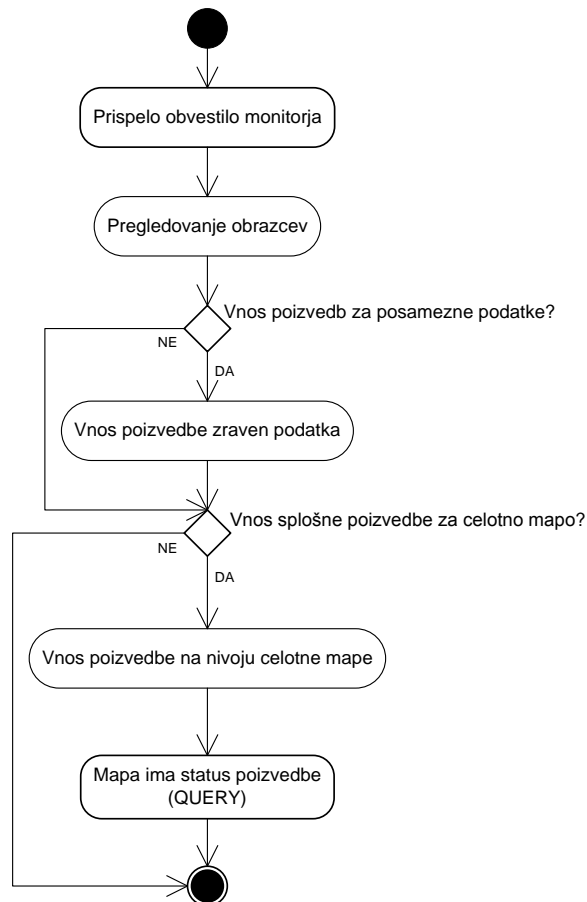 Prispelo obvestilo monitorja
Pregledovanje obrazcev
Vnos poizvedb za posamezne podatke?
NE
DA
Vnos poizvedbe zraven podatka
Vnos splošne poizvedbe za celotno mapo?
NE
DA
Vnos poizvedbe na nivoju celotne mape
Mapa ima status poizvedbe
(QUERY)